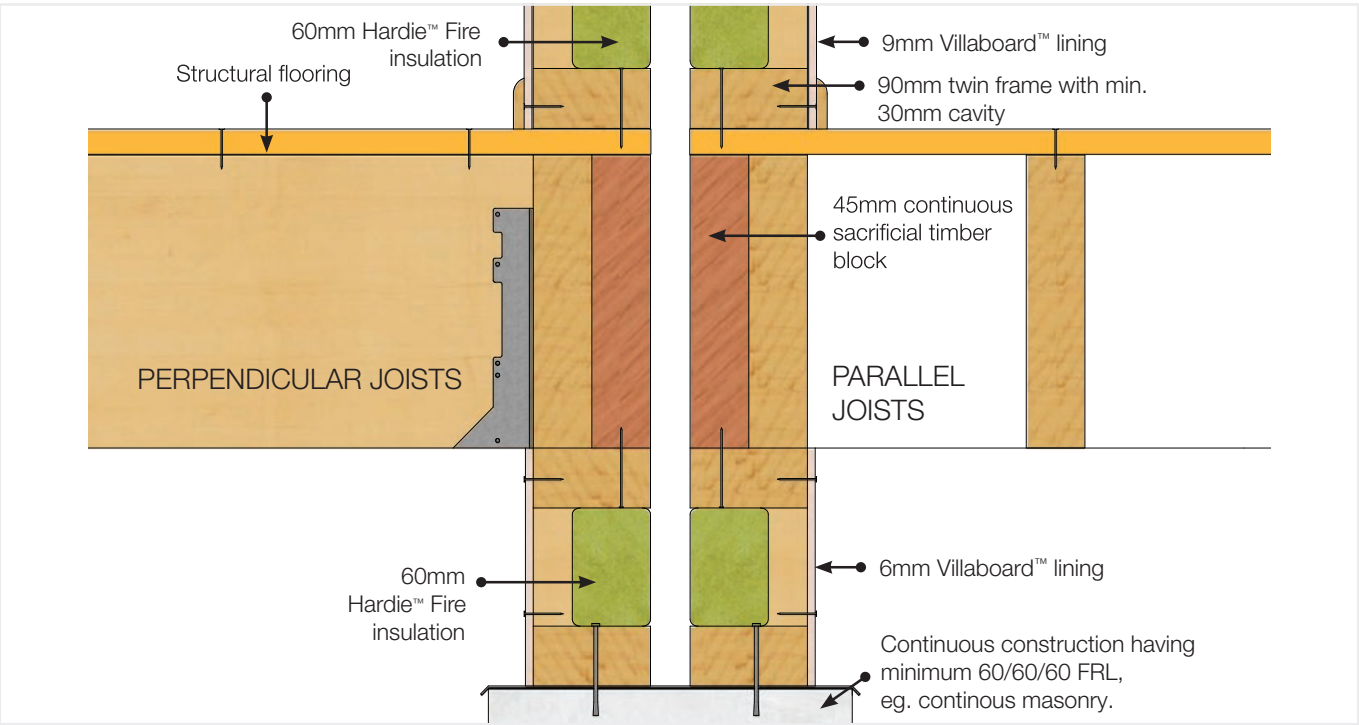 60mm Hardie™ Fire
insulation
Structural flooring
9mm Villaboard™ lining
90mm twin frame with min.
30mm cavity
45mm continuous
sacrificial timber
block
PERPENDICULAR JOISTS
PARALLEL
JOISTS
60mm
Hardie™ Fire
insulation
6mm Villaboard™ lining
Continuous construction having
minimum 60/60/60 FRL,
eg. continous masonry.